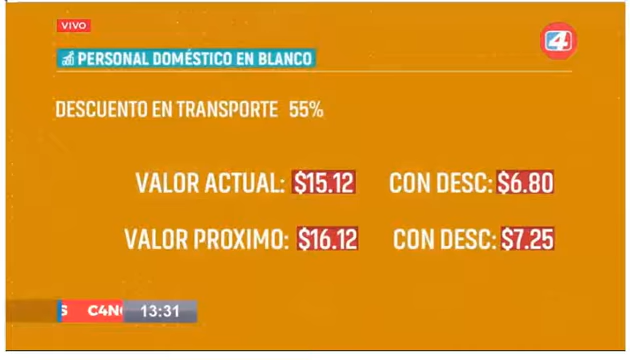 VIVO
4
PERSONAL DOMÉSTICO EN BLANCO
DESCUENTO EN TRANSPORTE 55%
VALOR ACTUAL: $15.12 CON DESC: $6.80
VALOR PROXIMO: $16.12 CON DESC: $7.25
S C4N 13:31